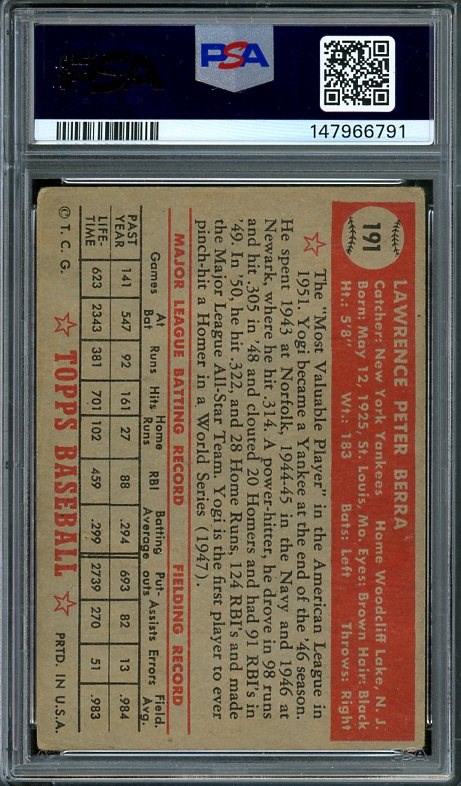 PSA
PSA
147966791
191
LAWRENCE PETER BERRA
Catcher: New York Yankees Home Woodcliff Lake, N. J.
Born: May 12, 1925, St. Louis, Mo. Eyes: Brown Hair: Black
Ht.: 5'8" Wt.: 183 Bats: Left Throws: Right
The "Most Valuable Player" in the American League in
1951. Yogi became a Yankee at the end of the '46 season.
He spent 1943 at Norfolk, 1944-45 in the Navy and 1946 at
Newark, where he hit .314. A power-hitter, he drove in 98 runs
and hit .305 in '48 and clouted 20 Homers and had 91 RBI's in
'49. In '50, he hit .322, and 28 Home Runs, 124 RBI's and made
the Major League All-Star Team. Yogi is the first player to ever
pinch-hit a Homer in a World Series (1947).
MAJOR LEAGUE BATTING RECORD FIELDING RECORD
Games At Bat Runs Hits Home Runs RBI Batting Average Put-outs Assists Errors Field. Avg.
PAST YEAR 141 547 92 161 27 88 .294 693 82 13 .984
LIFE-TIME 623 2343 381 701 102 459 .299 2739 270 51 .983
© T. C. G. TOPPS BASEBALL PRTD. IN U.S.A.